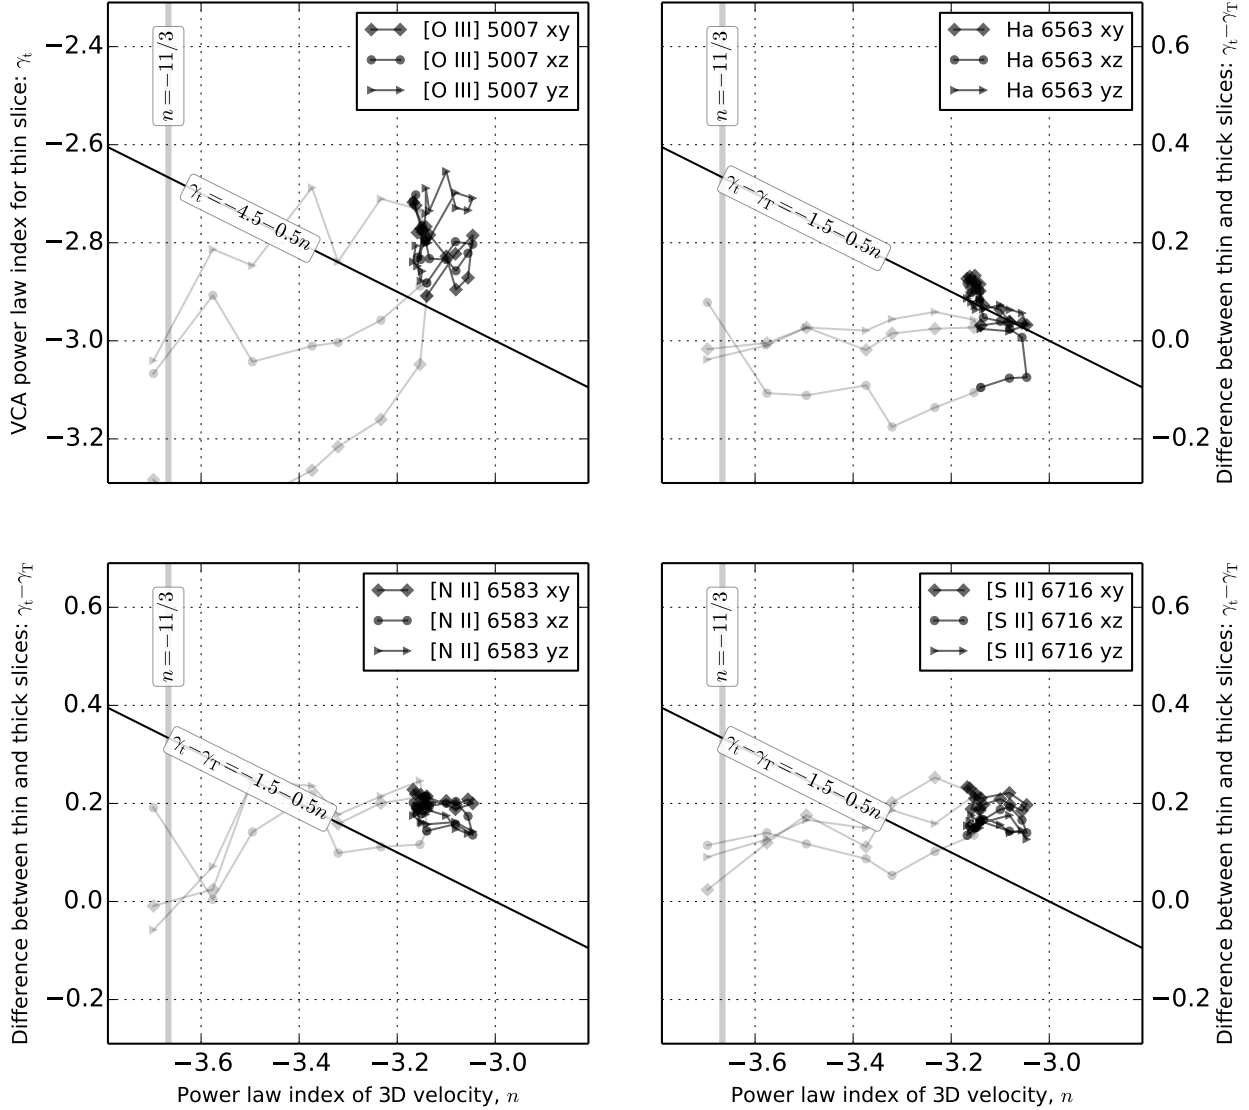 VCA power law index for thin slice: γt
−2.4
−2.6
−2.8
−3.0
−3.2
n=−11/3
[O III] 5007 xy
[O III] 5007 xz
[O III] 5007 yz
γt=−4.5−0.5n
n=−11/3
Ha 6563 xy
Ha 6563 xz
Ha 6563 yz
γt−γT=−1.5−0.5n
0.6
0.4
0.2
0.0
−0.2
Difference between thin and thick slices: γt−γT
Difference between thin and thick slices: γt−γT
0.6
0.4
0.2
0.0
−0.2
n=−11/3
[N II] 6583 xy
[N II] 6583 xz
[N II] 6583 yz
γt−γT=−1.5−0.5n
−3.6
−3.4
−3.2
−3.0
Power law index of 3D velocity, n
n=−11/3
[S II] 6716 xy
[S II] 6716 xz
[S II] 6716 yz
γt−γT=−1.5−0.5n
0.6
0.4
0.2
0.0
−0.2
Difference between thin and thick slices: γt−γT
−3.6
−3.4
−3.2
−3.0
Power law index of 3D velocity, n